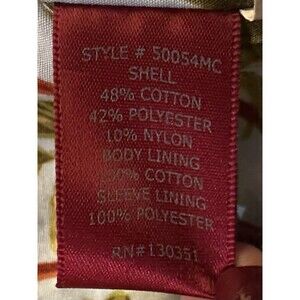 STYLE # 50054MC
SHELL
48% COTTON
42% POLYESTER
10% NYLON
BODY LINING
100% COTTON
SLEEVE LINING
100% POLYESTER
RN#130351